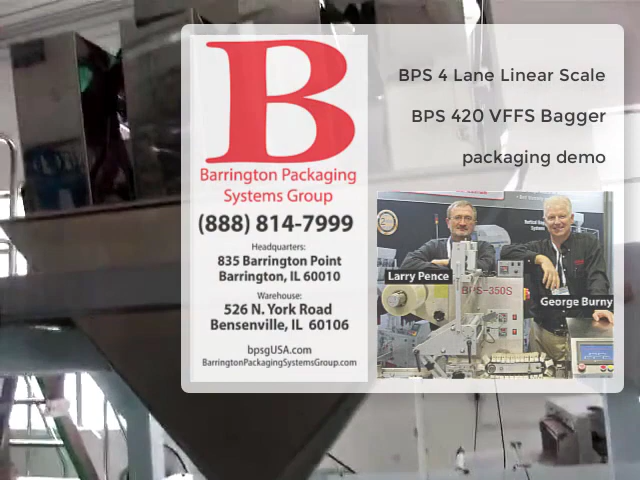 B
Barrington Packaging
Systems Group
(888) 814-7999
Headquarters:
835 Barrington Point
Barrington, IL 60010
Warehouse:
526 N. York Road
Bensenville, IL 60106
bpsgUSA.com
BarringtonPackagingSystemsGroup.com
BPS 4 Lane Linear Scale
BPS 420 VFFS Bagger
packaging demo
Larry Pence
BPS-350S
George Burny